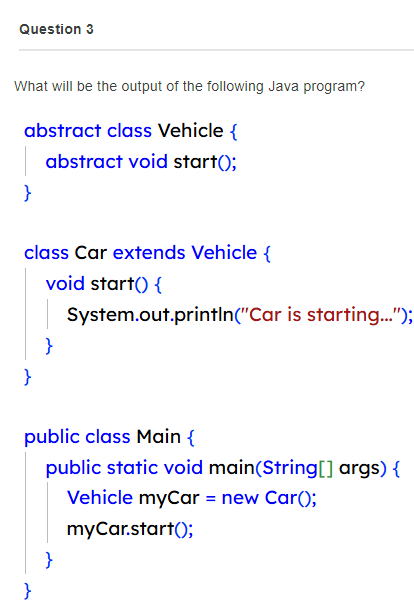 Question 3
What will be the output of the following Java program?
abstract class Vehicle {
abstract void start();
}
class Car extends Vehicle {
void start() {
System.out.println("Car is starting...");
}
}
public class Main {
public static void main(String[] args) {
Vehicle myCar = new Car();
myCar.start();
}
}